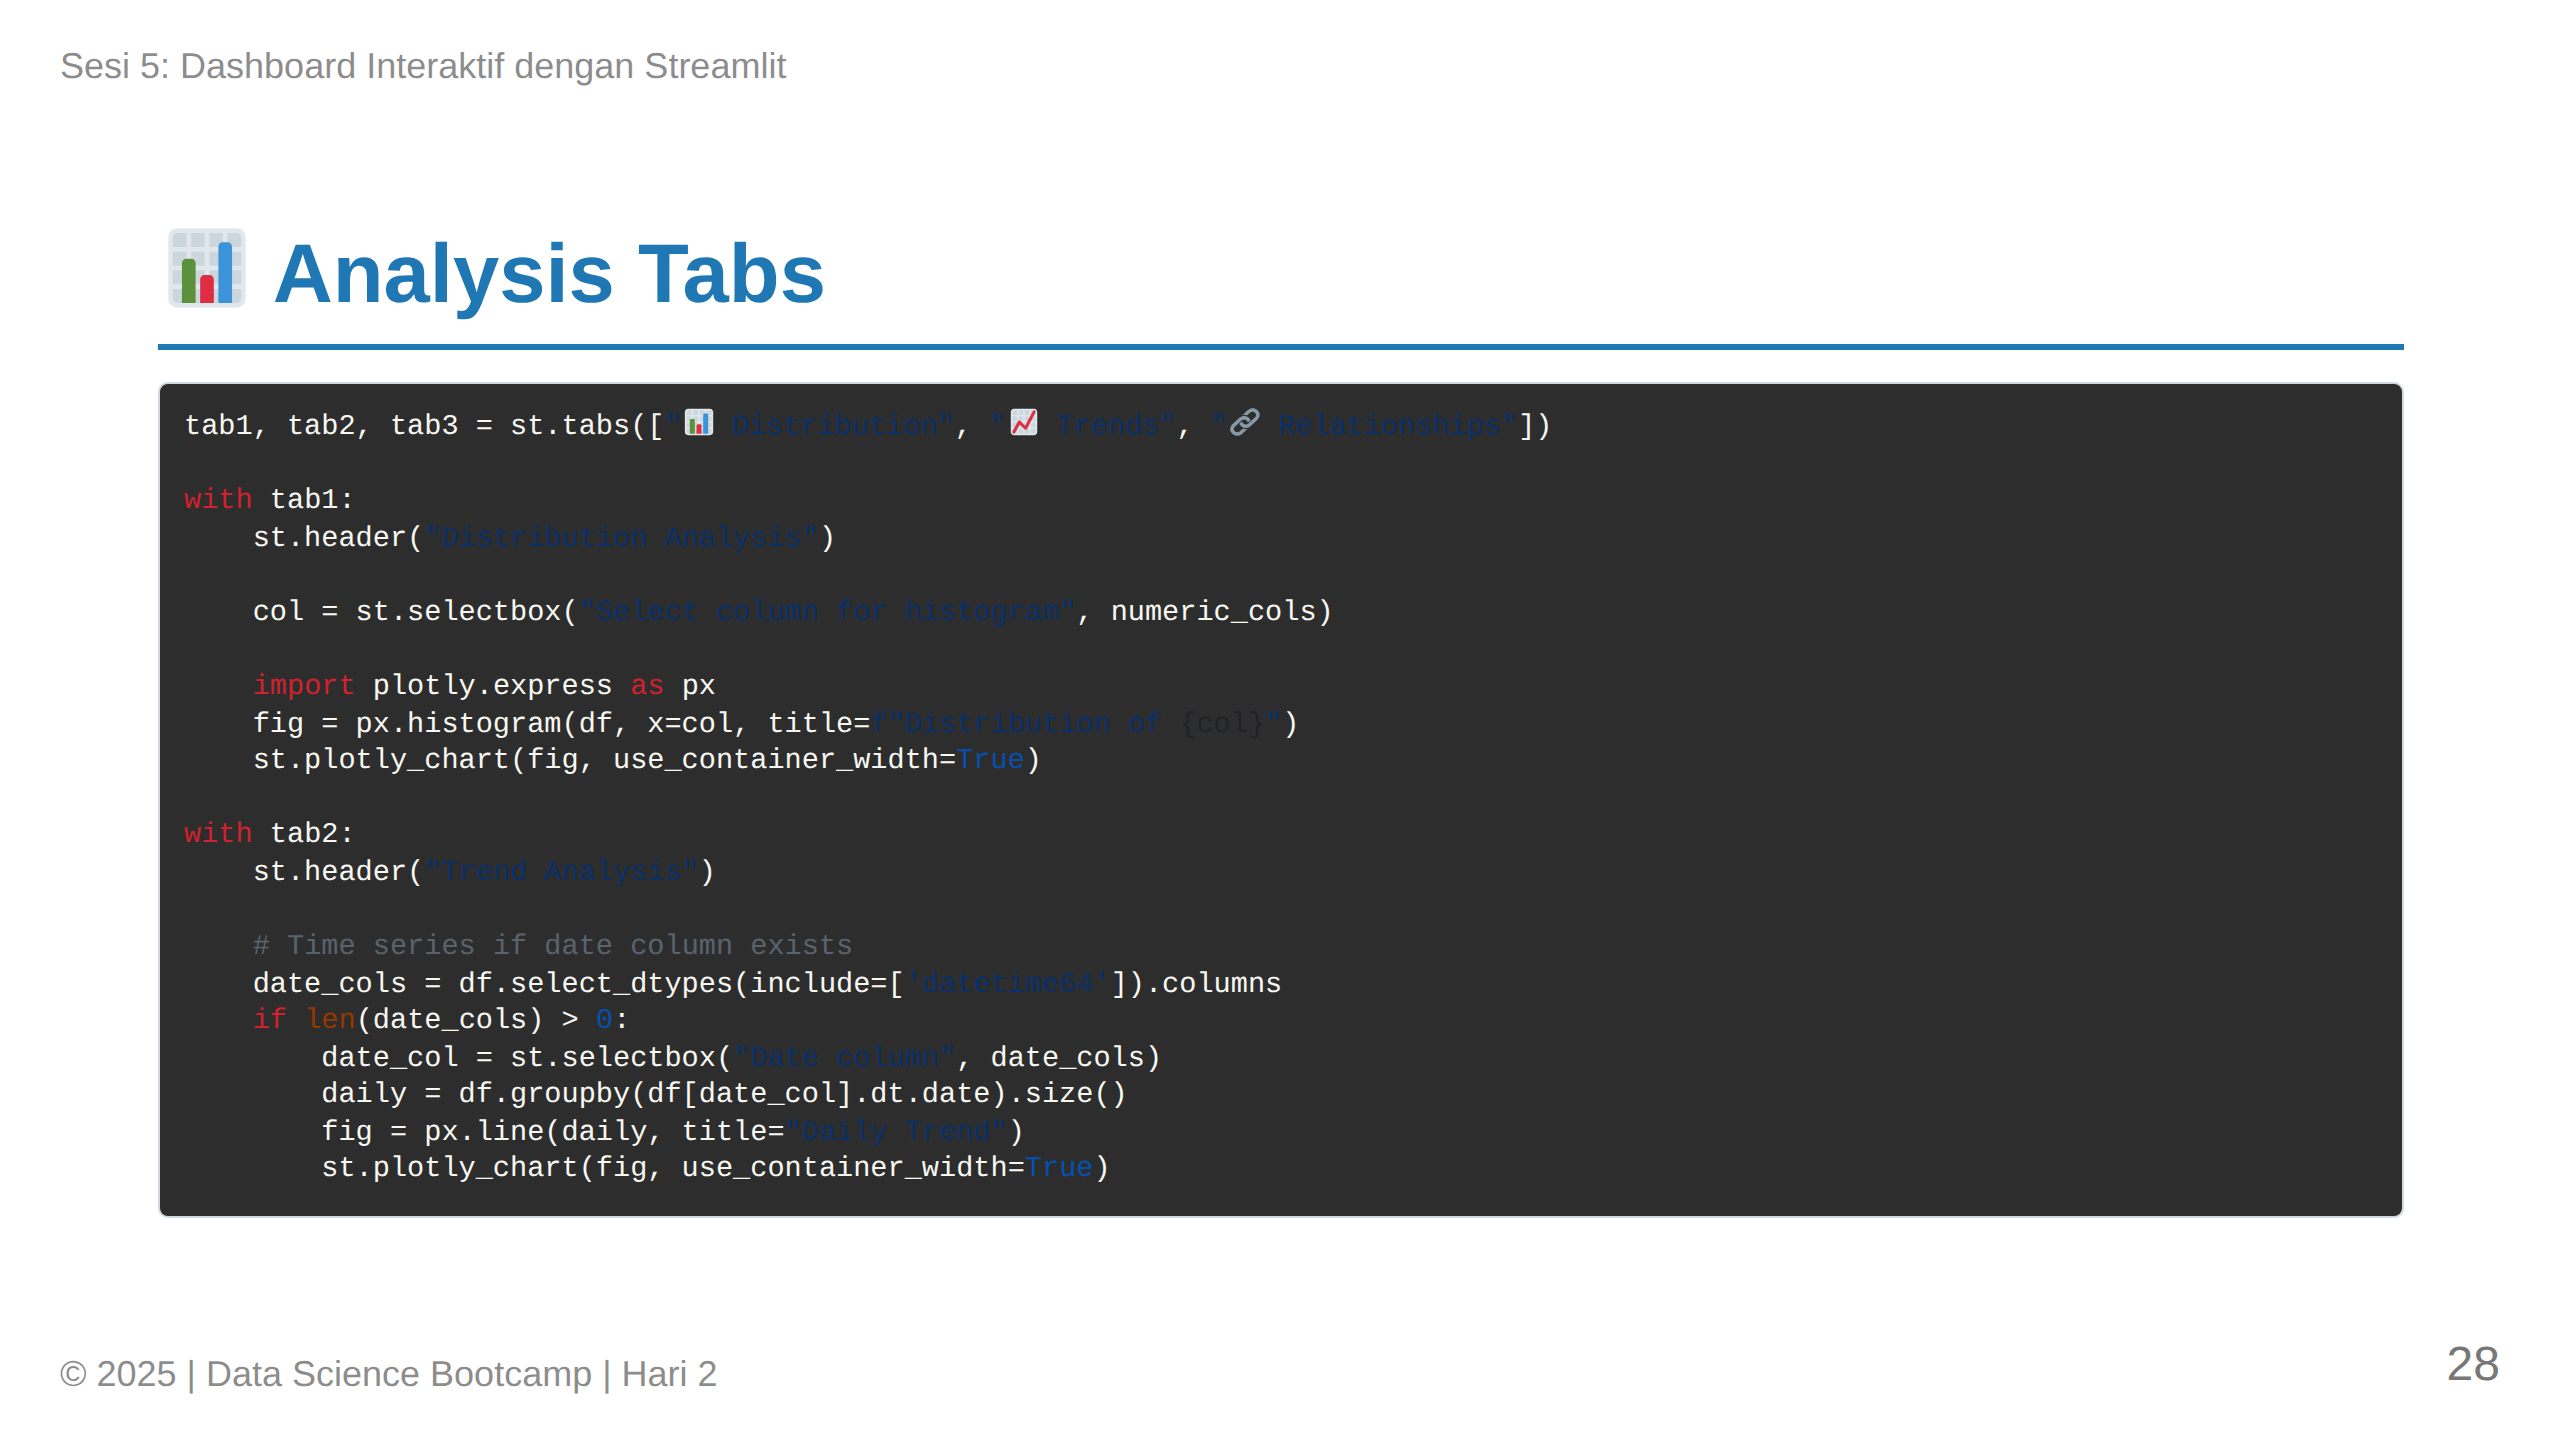 Sesi 5: Dashboard Interaktif dengan Streamlit
📊 Analysis Tabs
tab1, tab2, tab3 = st.tabs(["📊 Distribution", "📈 Trends", "🔗 Relationships"])
with tab1:
    st.header("Distribution Analysis")
    col = st.selectbox("Select column for histogram", numeric_cols)
    import plotly.express as px
    fig = px.histogram(df, x=col, title=f"Distribution of {col}")
    st.plotly_chart(fig, use_container_width=True)
with tab2:
    st.header("Trend Analysis")
    # Time series if date column exists
    date_cols = df.select_dtypes(include=['datetime64']).columns
    if len(date_cols) > 0:
        date_col = st.selectbox("Date column", date_cols)
        daily = df.groupby(df[date_col].dt.date).size()
        fig = px.line(daily, title="Daily Trend")
        st.plotly_chart(fig, use_container_width=True)
© 2025 | Data Science Bootcamp | Hari 2
28